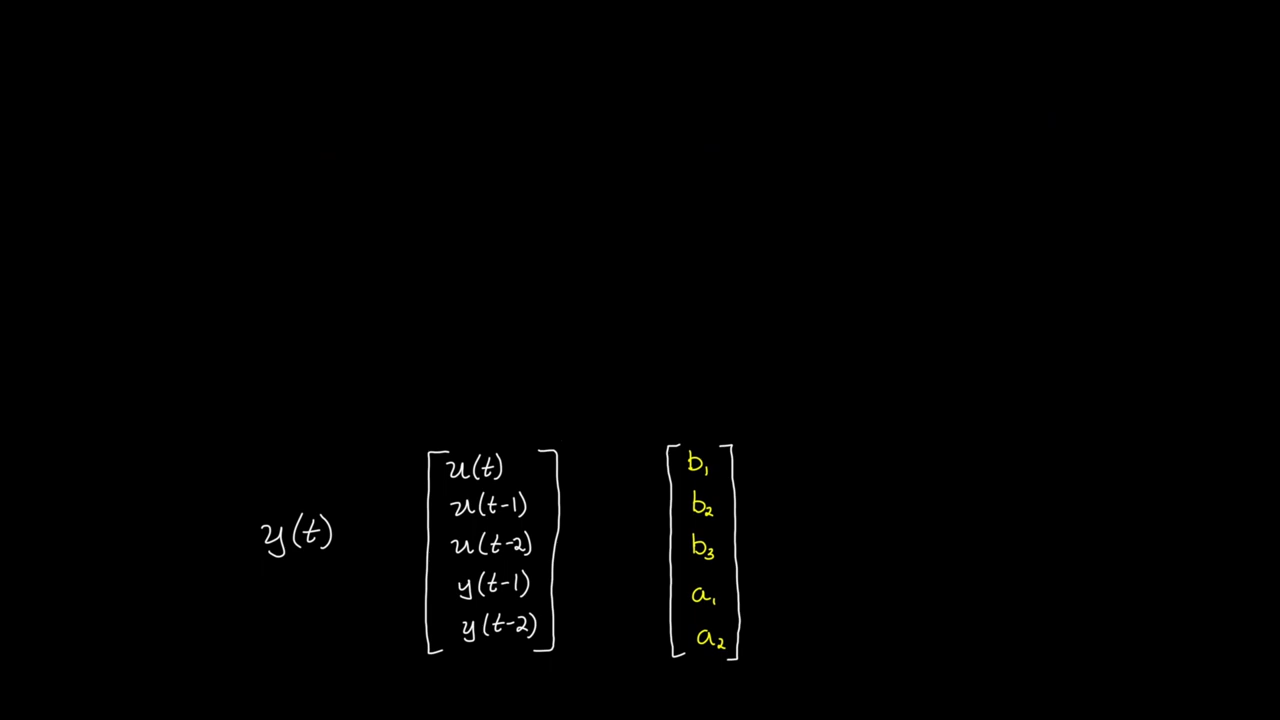 u(t) b₁
u(t-1) b₂
y(t) u(t-2) b₃
y(t-1) a₁
y(t-2) a₂